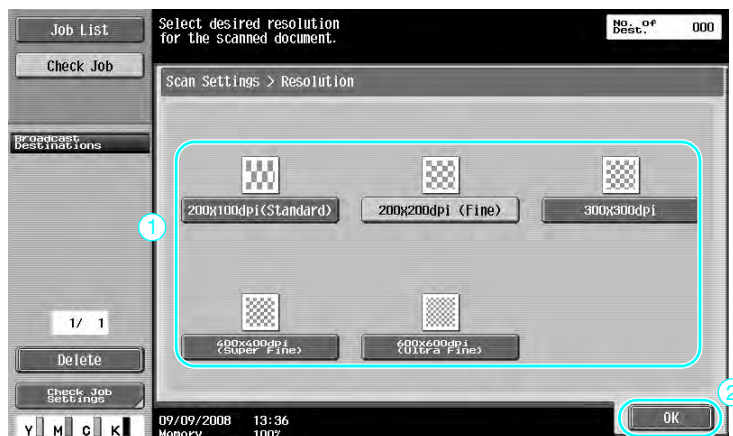 Job List
Select desired resolution
for the scanned document.
No. of
Dest.
000
Check Job
Scan Settings > Resolution
Broadcast
Destinations
200X100dpi(Standard)
200X200dpi (Fine)
300X300dpi
1
1/ 1
400X400dpi
(Super Fine)
600X600dpi
(Ultra Fine)
Delete
Check Job
Settings
2
OK
Y M C K
09/09/2008 13:36
Memory 100%